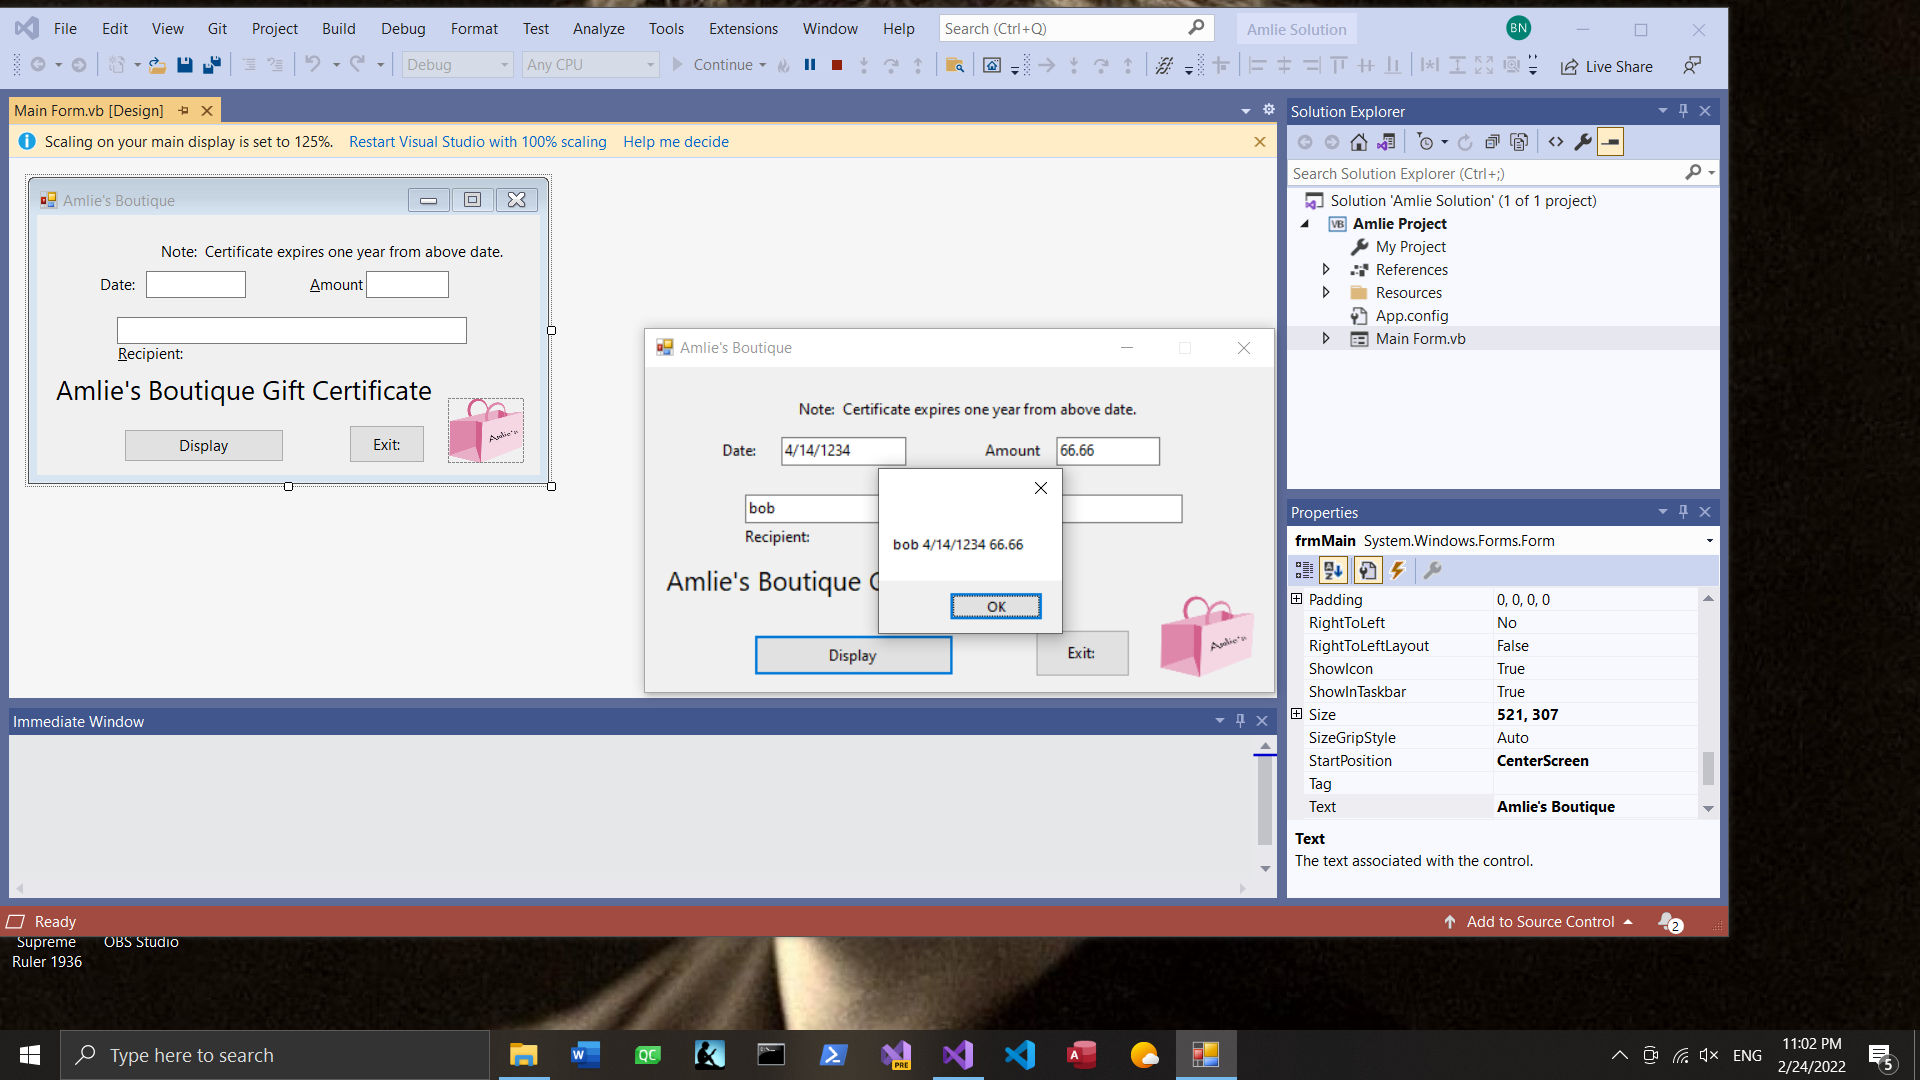 File Edit View Git Project Build Debug Format Test Analyze Tools Extensions Window Help Search (Ctrl+Q) Amlie Solution BN
Debug Any CPU Continue Live Share
Main Form.vb [Design]
Scaling on your main display is set to 125%. Restart Visual Studio with 100% scaling Help me decide
Amlie's Boutique
Note: Certificate expires one year from above date.
Date: Amount
Recipient:
Amlie's Boutique Gift Certificate
Amlie's
Display Exit:
Amlie's Boutique
Note: Certificate expires one year from above date.
Date: 4/14/1234 Amount 66.66
bob
Recipient:
Amlie's Boutique
Amlie's
Display Exit:
bob 4/14/1234 66.66
OK
Immediate Window
Solution Explorer
Search Solution Explorer (Ctrl+;)
Solution 'Amlie Solution' (1 of 1 project)
VB Amlie Project
My Project
References
Resources
App.config
Main Form.vb
Properties
frmMain System.Windows.Forms.Form
Padding 0, 0, 0, 0
RightToLeft No
RightToLeftLayout False
ShowIcon True
ShowInTaskbar True
Size 521, 307
SizeGripStyle Auto
StartPosition CenterScreen
Tag
Text Amlie's Boutique
Text
The text associated with the control.
Ready Add to Source Control 2
Supreme
Ruler 1936
OBS Studio
Type here to search
W QC PRE A
ENG
11:02 PM
2/24/2022
5